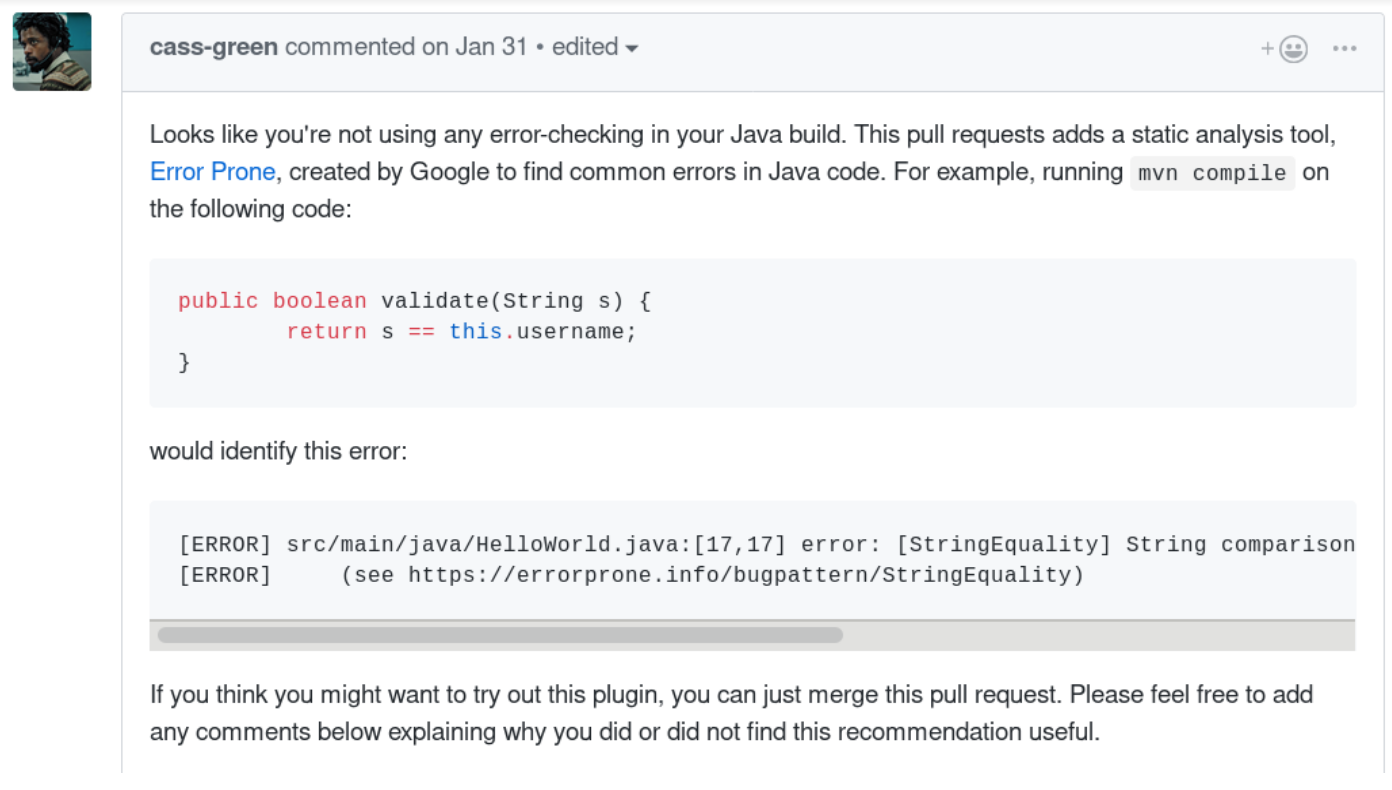 cass-green commented on Jan 31 • edited
Looks like you're not using any error-checking in your Java build. This pull requests adds a static analysis tool,
Error Prone, created by Google to find common errors in Java code. For example, running mvn compile on
the following code:
public boolean validate(String s) {
        return s == this.username;
}
would identify this error:
[ERROR] src/main/java/HelloWorld.java:[17,17] error: [StringEquality] String comparison
[ERROR]     (see https://errorprone.info/bugpattern/StringEquality)
If you think you might want to try out this plugin, you can just merge this pull request. Please feel free to add
any comments below explaining why you did or did not find this recommendation useful.